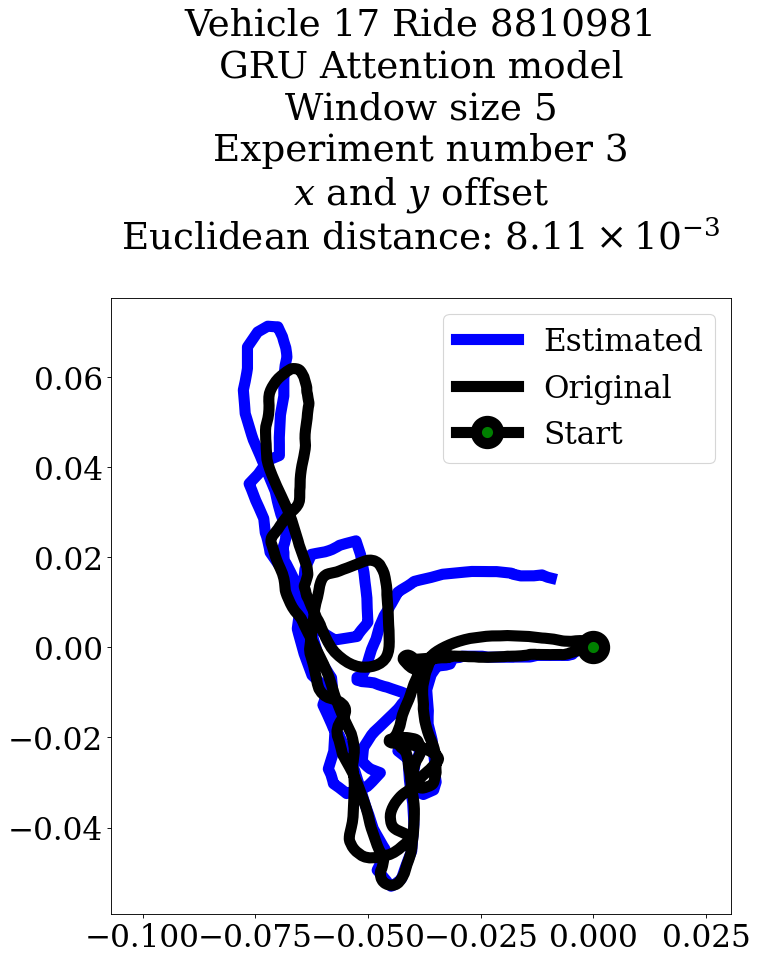 Vehicle 17 Ride 8810981
GRU Attention model
Window size 5
Experiment number 3
x and y offset
Euclidean distance: 8.11 × 10⁻³
Estimated
Original
Start
0.06
0.04
0.02
0.00
−0.02
−0.04
−0.100 −0.075 −0.050 −0.025 0.000 0.025